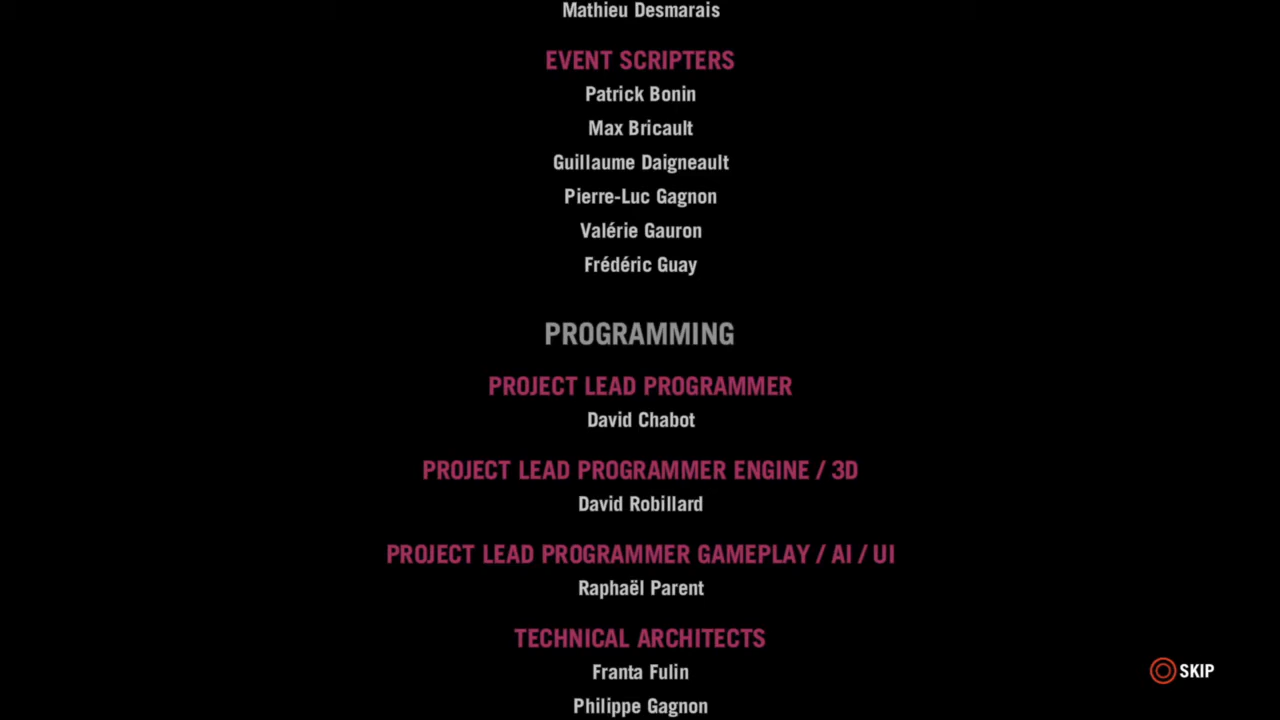 Mathieu Desmarais
EVENT SCRIPTERS
Patrick Bonin
Max Bricault
Guillaume Daigneault
Pierre-Luc Gagnon
Valérie Gauron
Frédéric Guay
PROGRAMMING
PROJECT LEAD PROGRAMMER
David Chabot
PROJECT LEAD PROGRAMMER ENGINE / 3D
David Robillard
PROJECT LEAD PROGRAMMER GAMEPLAY / AI / UI
Raphaël Parent
TECHNICAL ARCHITECTS
Franta Fulin
SKIP
Philippe Gagnon